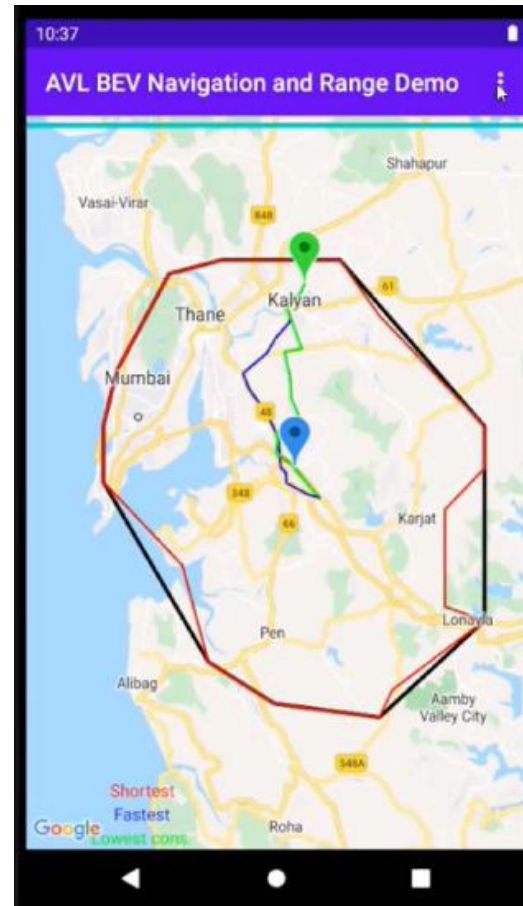 10:37
AVL BEV Navigation and Range Demo
Shahapur
Vasai-Virar
848
61
Kalyan
Thane
Mumbai
48
348
66
Karjat
Lonavla
Pen
Alibag
Aamby
Valley City
548A
Shortest
Fastest
Google
Lowest cons.
Roha